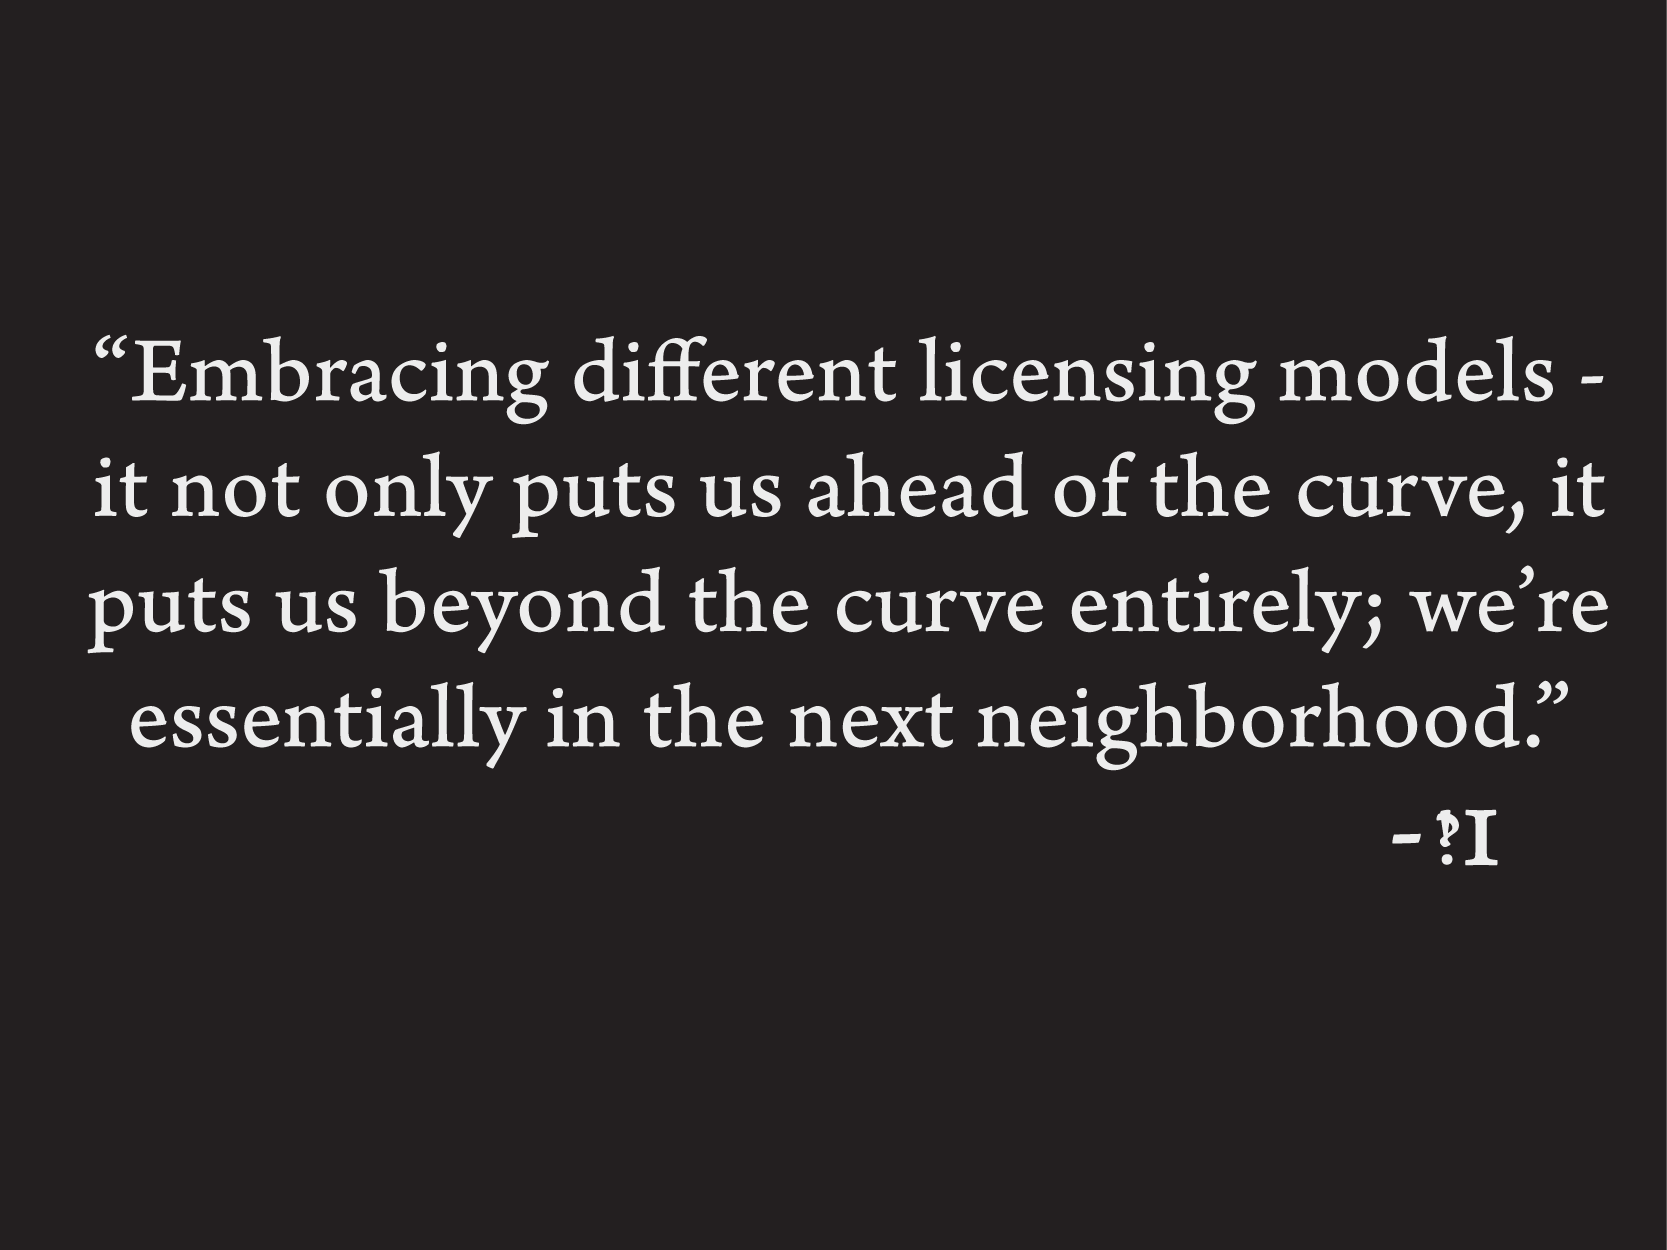 “Embracing different licensing models -
it not only puts us ahead of the curve, it
puts us beyond the curve entirely; we’re
essentially in the next neighborhood.”
- ‽1